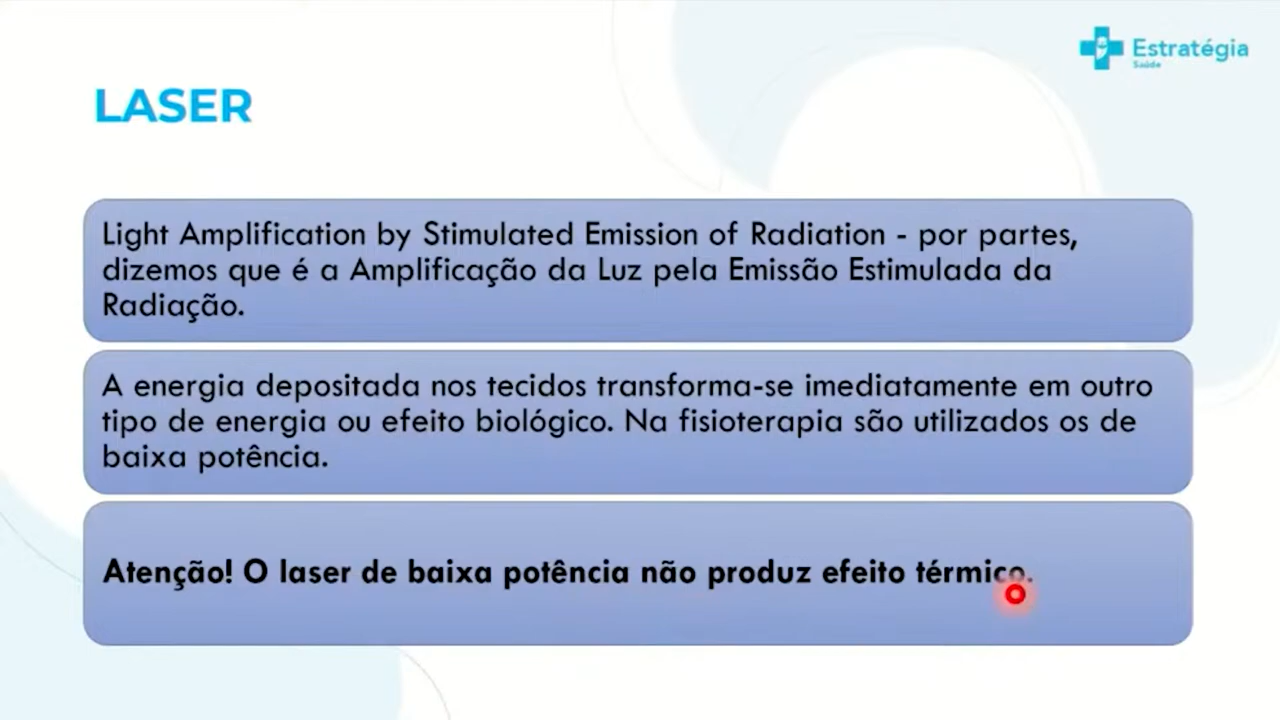 Estratégia
Saúde
LASER
Light Amplification by Stimulated Emission of Radiation - por partes,
dizemos que é a Amplificação da Luz pela Emissão Estimulada da
Radiação.
A energia depositada nos tecidos transforma-se imediatamente em outro
tipo de energia ou efeito biológico. Na fisioterapia são utilizados os de
baixa potência.
Atenção! O laser de baixa potência não produz efeito térmico.